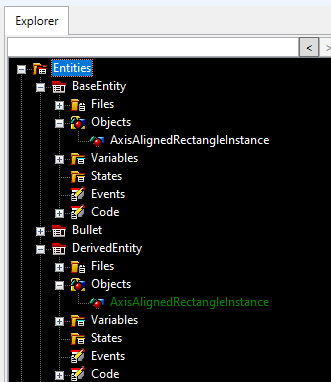 Explorer
<
>
Entities
BaseEntity
Files
Objects
AxisAlignedRectangleInstance
Variables
States
Events
Code
Bullet
DerivedEntity
Files
Objects
AxisAlignedRectangleInstance
Variables
States
Events
Code